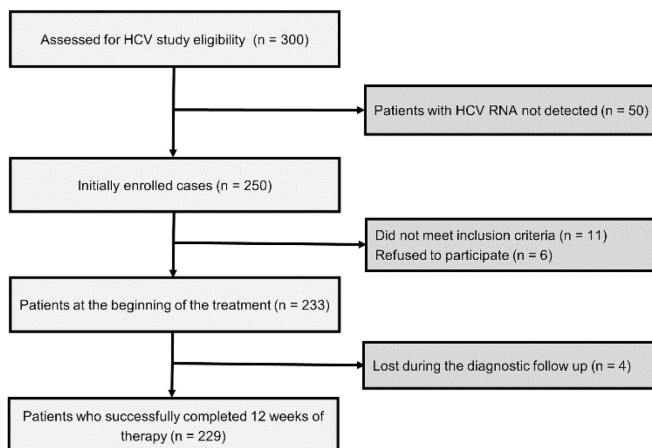 Assessed for HCV study eligibility (n = 300)
Patients with HCV RNA not detected (n = 50)
Initially enrolled cases (n = 250)
Did not meet inclusion criteria (n = 11)
Refused to participate (n = 6)
Patients at the beginning of the treatment (n = 233)
Lost during the diagnostic follow up (n = 4)
Patients who successfully completed 12 weeks of
therapy (n = 229)